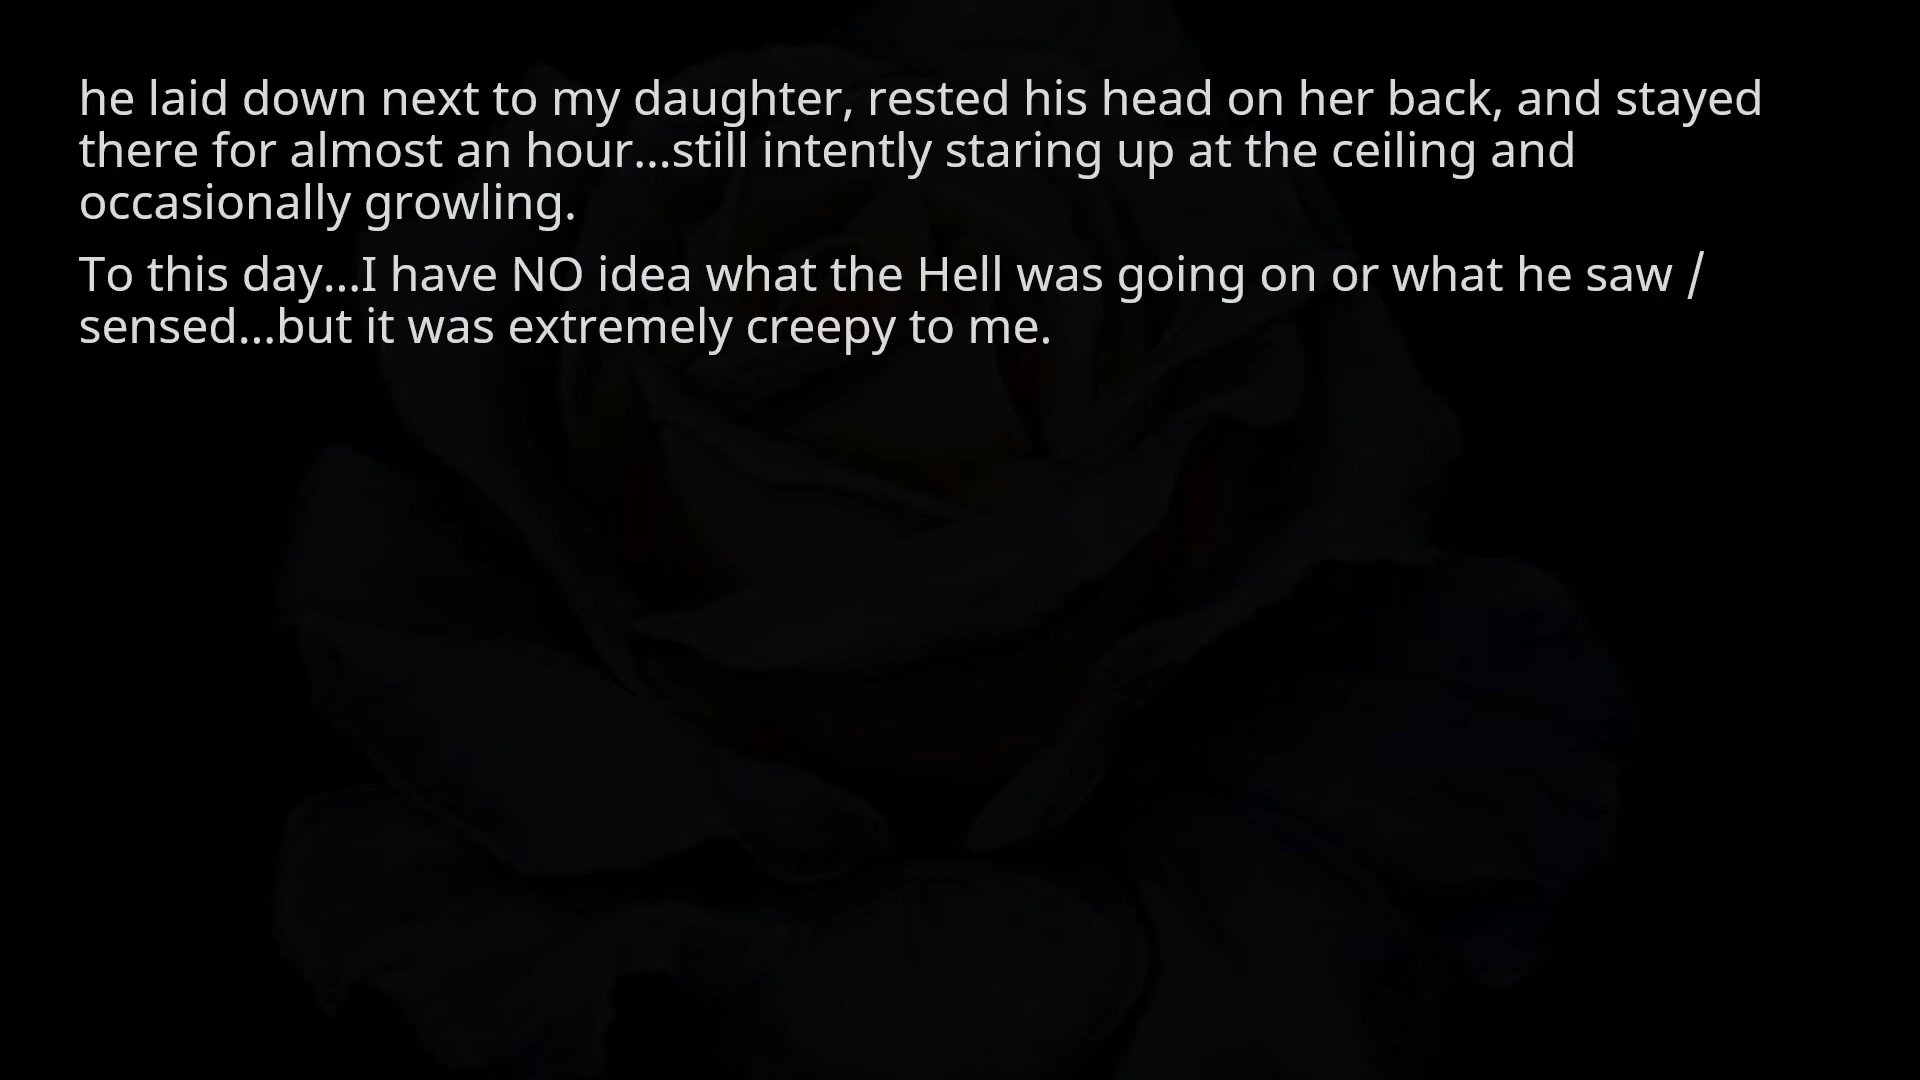 he laid down next to my daughter, rested his head on her back, and stayed
there for almost an hour...still intently staring up at the ceiling and
occasionally growling.
To this day...I have NO idea what the Hell was going on or what he saw /
sensed...but it was extremely creepy to me.